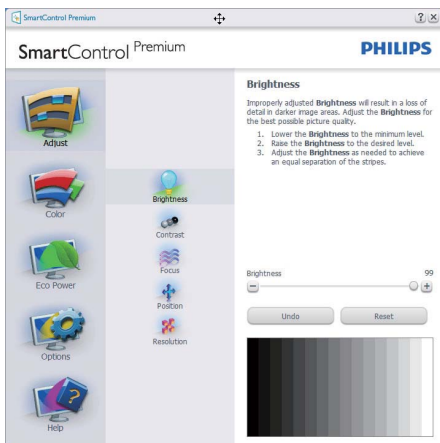 SmartControl Premium
SmartControl Premium
PHILIPS
Adjust
Color
Eco Power
Options
Help
Brightness
Contrast
Focus
Position
Resolution
Brightness
Improperly adjusted Brightness will result in a loss of
detail in darker image areas. Adjust the Brightness for
the best possible picture quality.
1. Lower the Brightness to the minimum level.
2. Raise the Brightness to the desired level.
3. Adjust the Brightness as needed to achieve
an equal separation of the stripes.
Brightness 99
Undo Reset